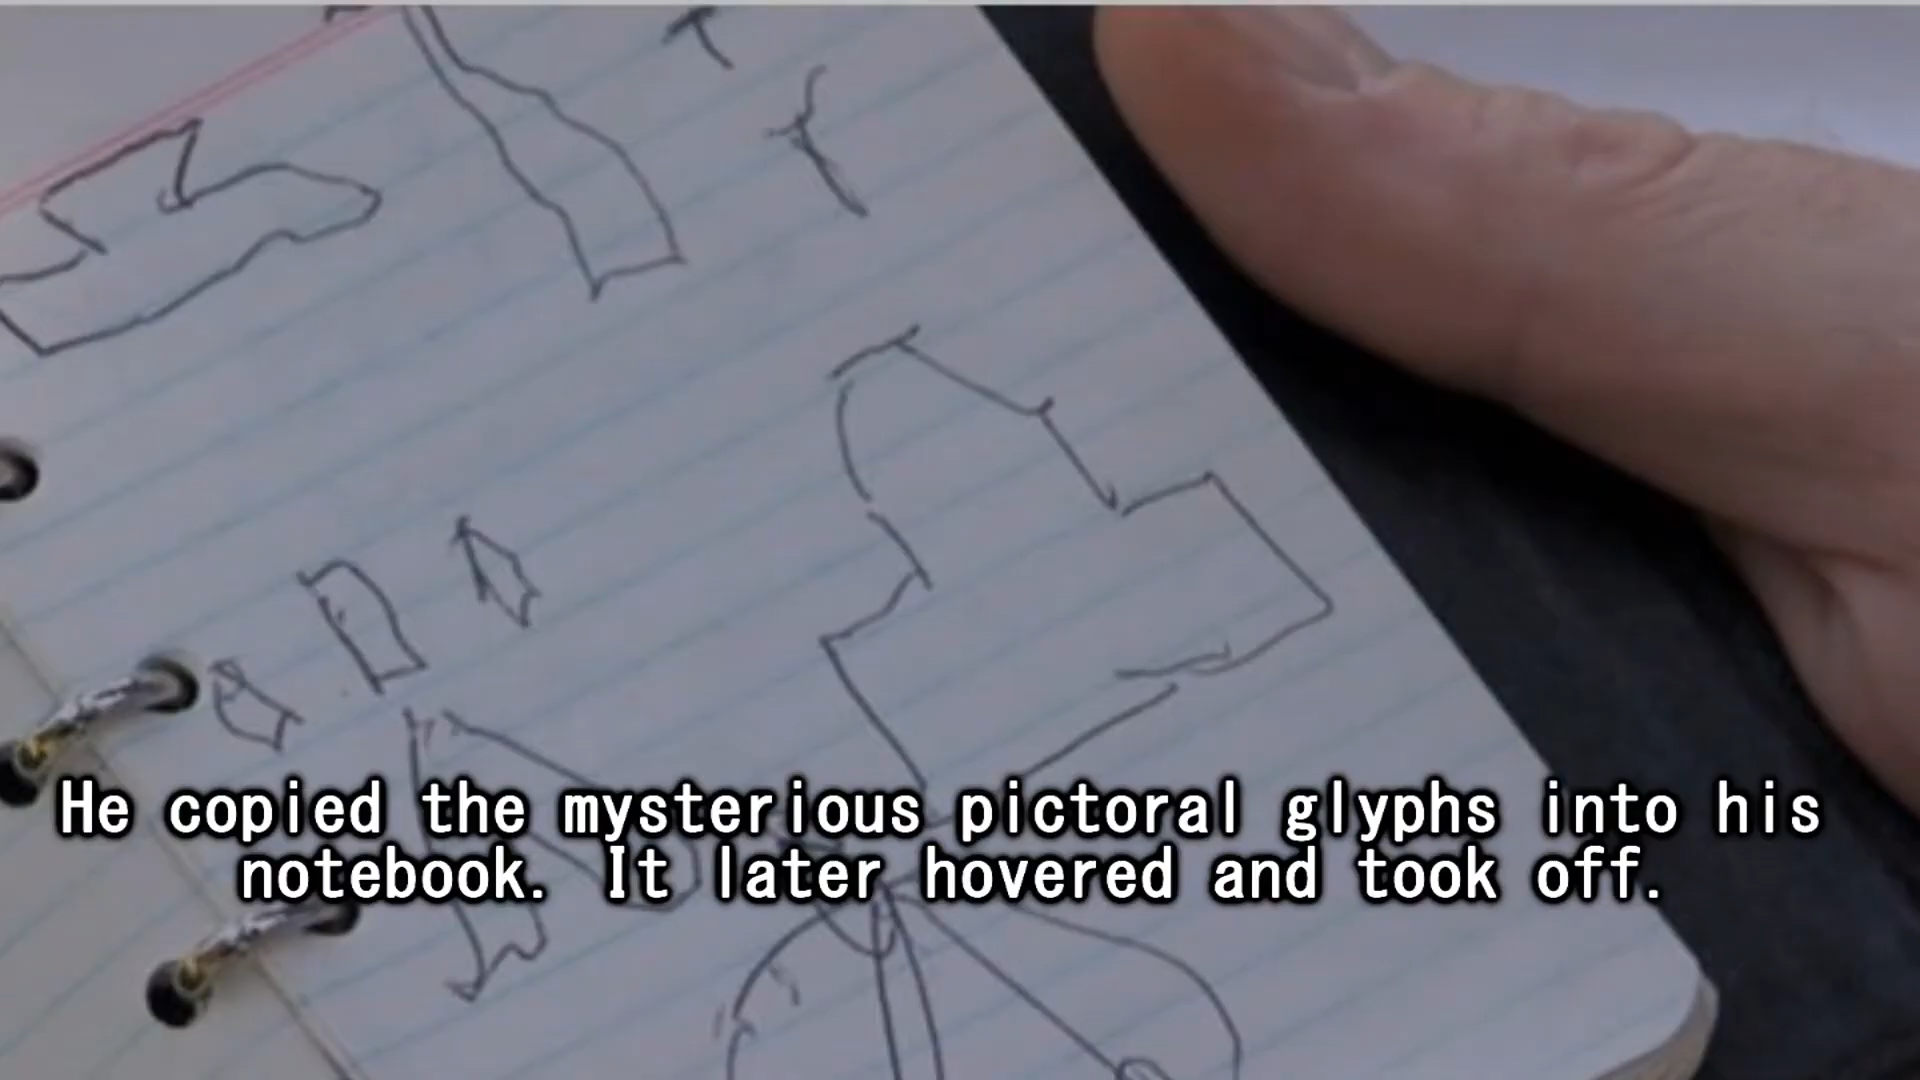 He copied the mysterious pictoral glyphs into his
notebook. It later hovered and took off.